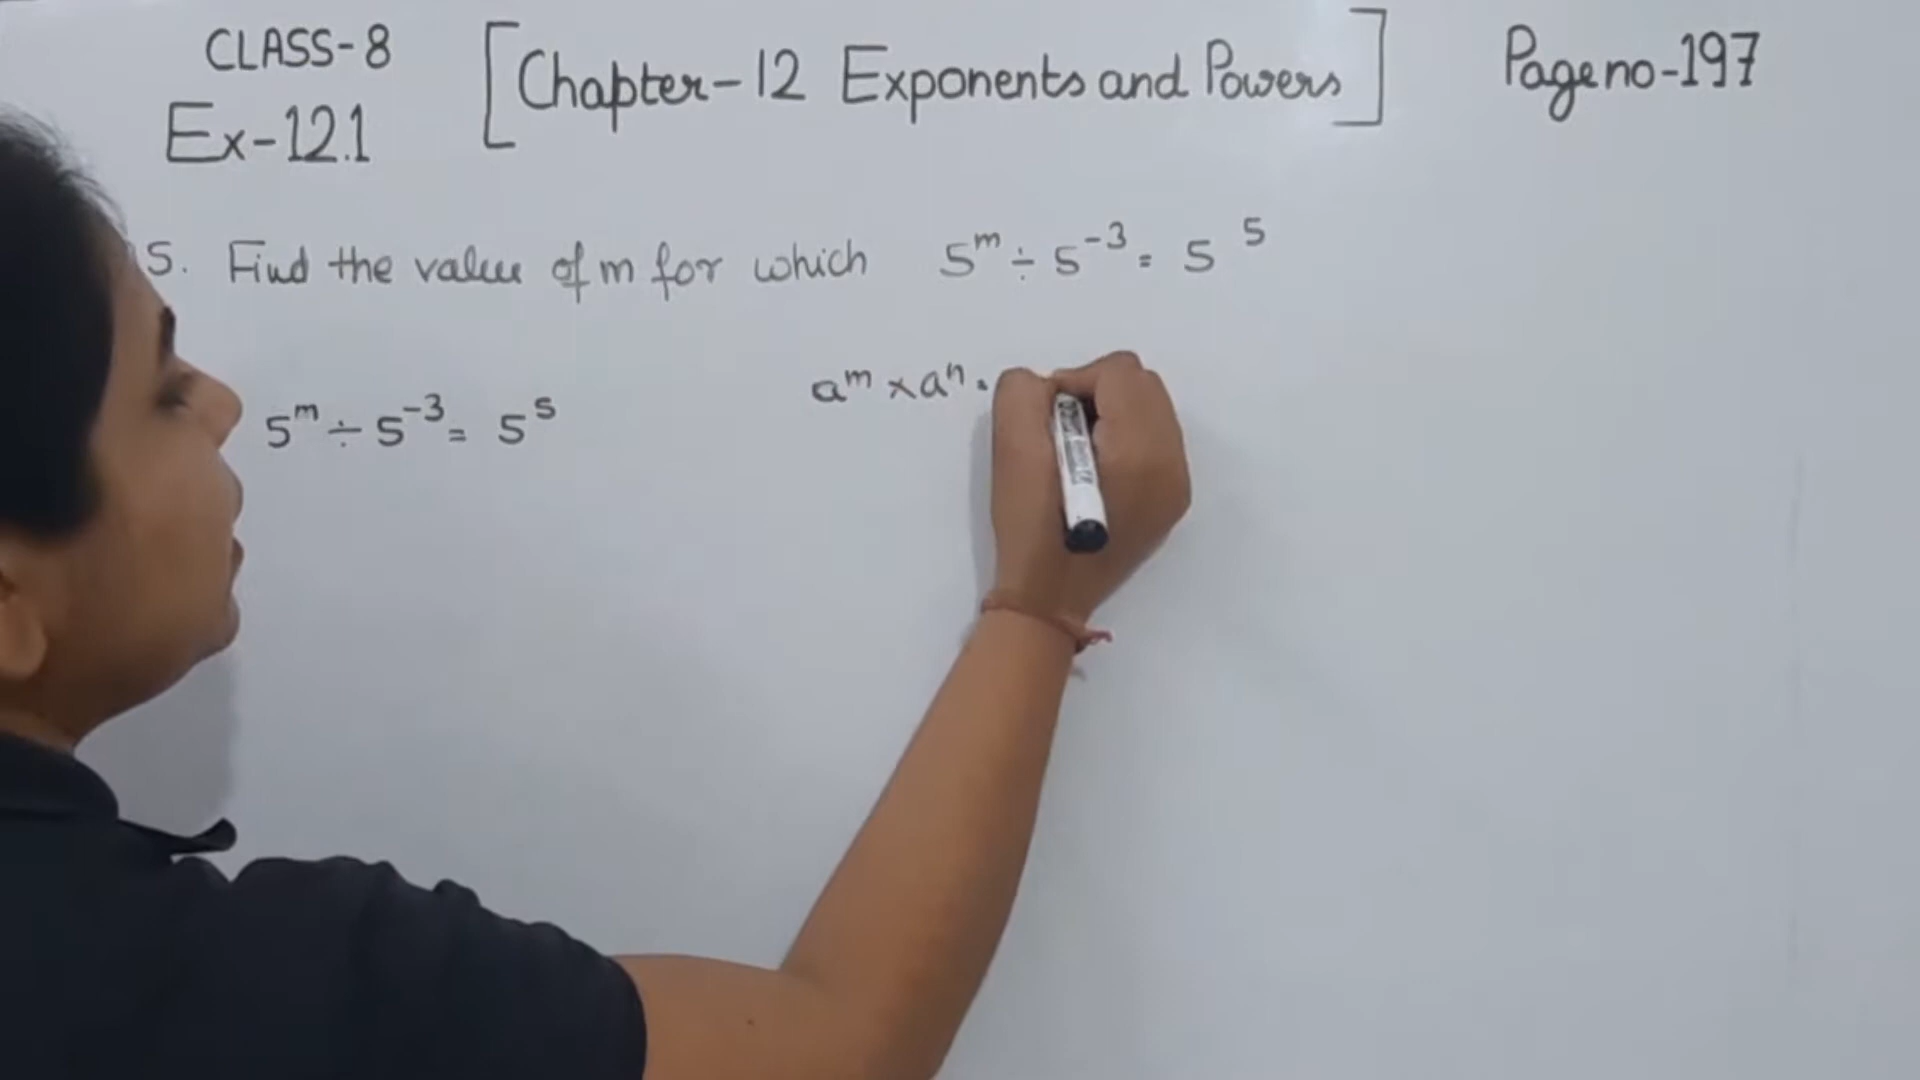 CLASS-8 [Chapter-12 Exponents and Powers] Page no-197
Ex-12.1
5. Find the value of m for which 5^m ÷ 5^-3 = 5^5
a^m × a^n
5^m ÷ 5^-3 = 5^5